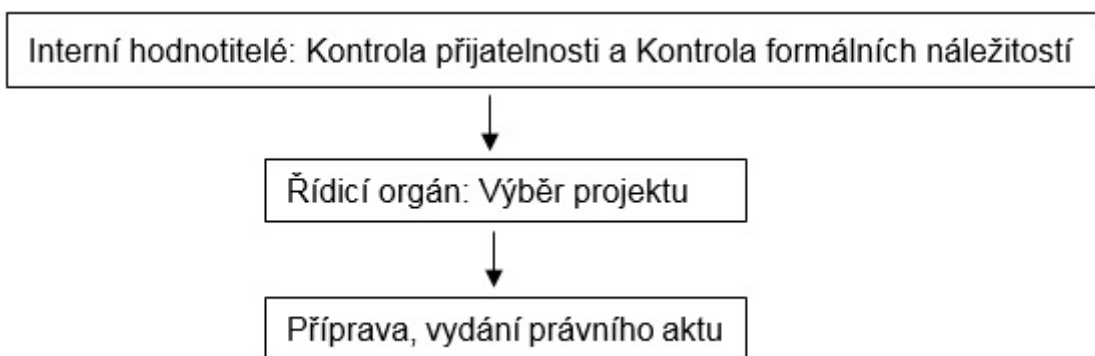 Interní hodnotitelé: Kontrola přijatelnosti a Kontrola formálních náležitostí
Řídicí orgán: Výběr projektu
Příprava, vydání právního aktu